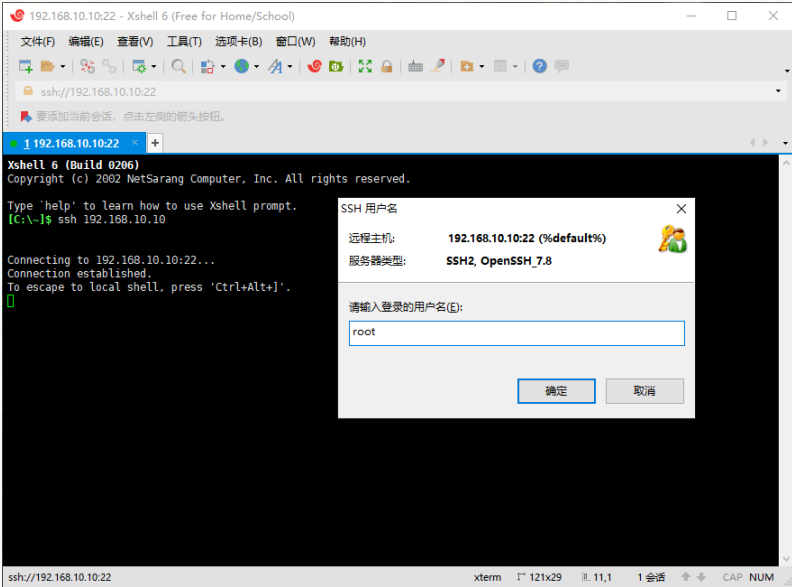 192.168.10.10:22 - Xshell 6 (Free for Home/School)
文件(F) 编辑(E) 查看(V) 工具(T) 选项卡(B) 窗口(W) 帮助(H)
ssh://192.168.10.10:22
要添加当前会话，点击左侧的箭头按钮。
1 192.168.10.10:22 × +
Xshell 6 (Build 0206)
Copyright (c) 2002 NetSarang Computer, Inc. All rights reserved.
Type `help' to learn how to use Xshell prompt.
[C:\~]$ ssh 192.168.10.10
Connecting to 192.168.10.10:22...
Connection established.
To escape to local shell, press 'Ctrl+Alt+]'.
SSH 用户名
远程主机: 192.168.10.10:22 (%default%)
服务器类型: SSH2, OpenSSH_7.8
请输入登录的用户名(E):
root
确定 取消
ssh://192.168.10.10:22 xterm 121x29 11,1 1 会话 CAP NUM